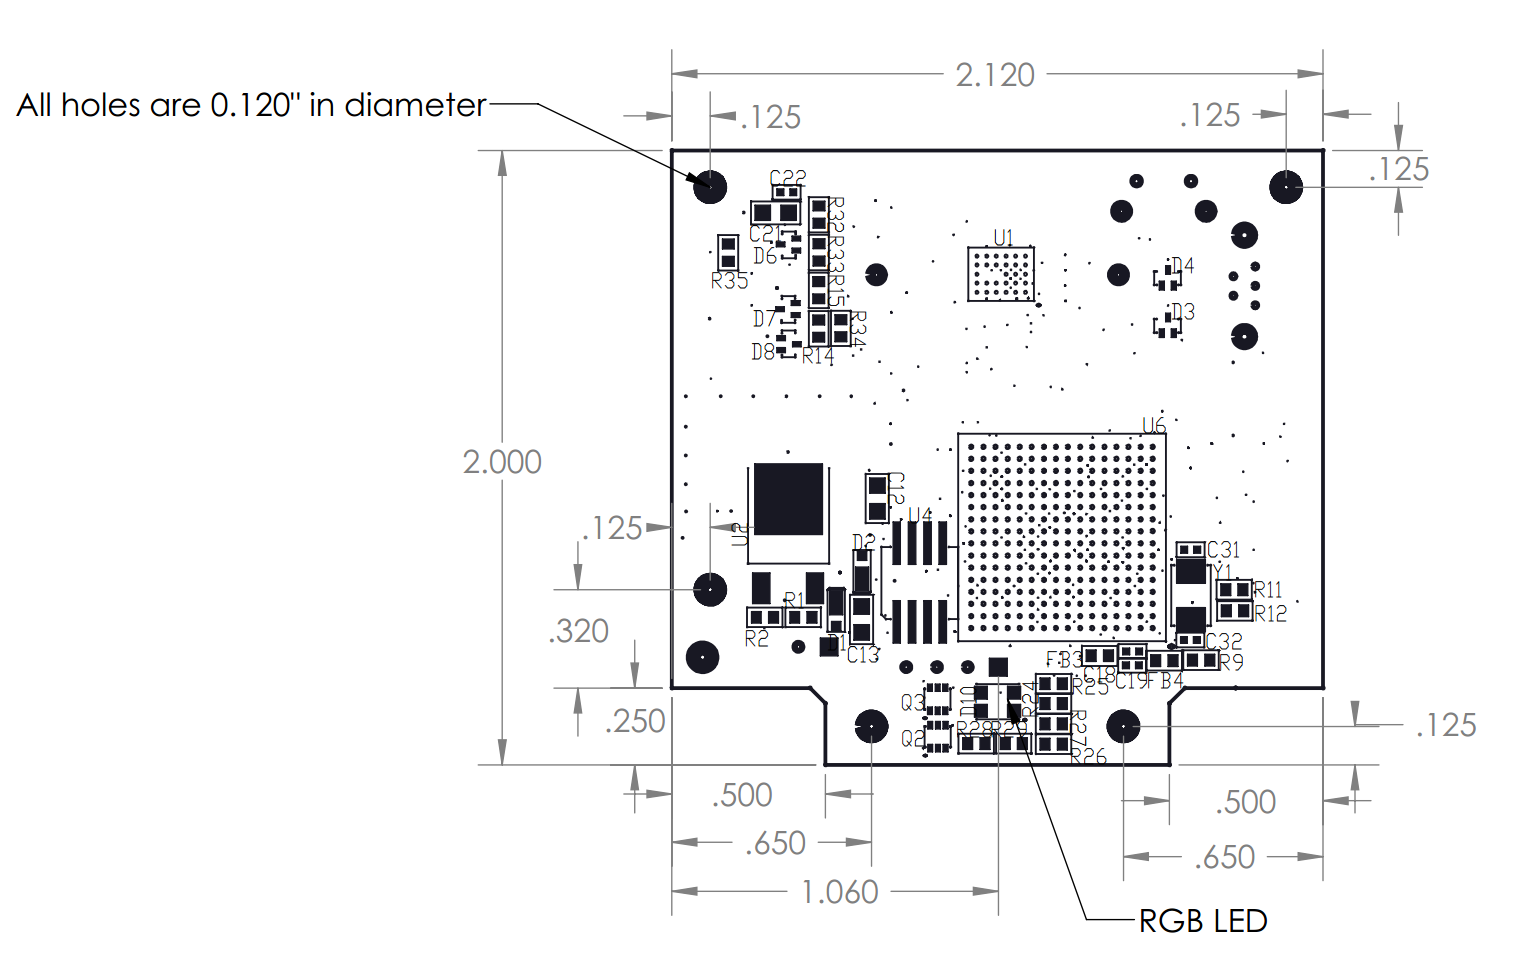 2.120
All holes are 0.120" in diameter
.125
.125
.125
C22
R32
C21
D6
R33
U1
D4
R35
R15
D7
D3
R34
D8
R14
U6
2.000
C12
U4
.125
U2
D2
C31
Y1
R11
R1
R12
.320
R2
D1
C13
C32
FB3
C18
C19
FB4
R9
R25
Q3
D10
R24
.250
R28
R29
R27
.125
Q2
R26
.500
.500
.650
.650
1.060
RGB LED